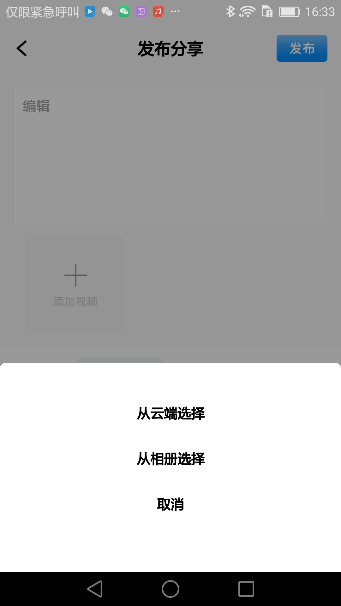 仅限紧急呼叫 16:33
发布分享 发布
编辑
添加视频
从云端选择
从相册选择
取消